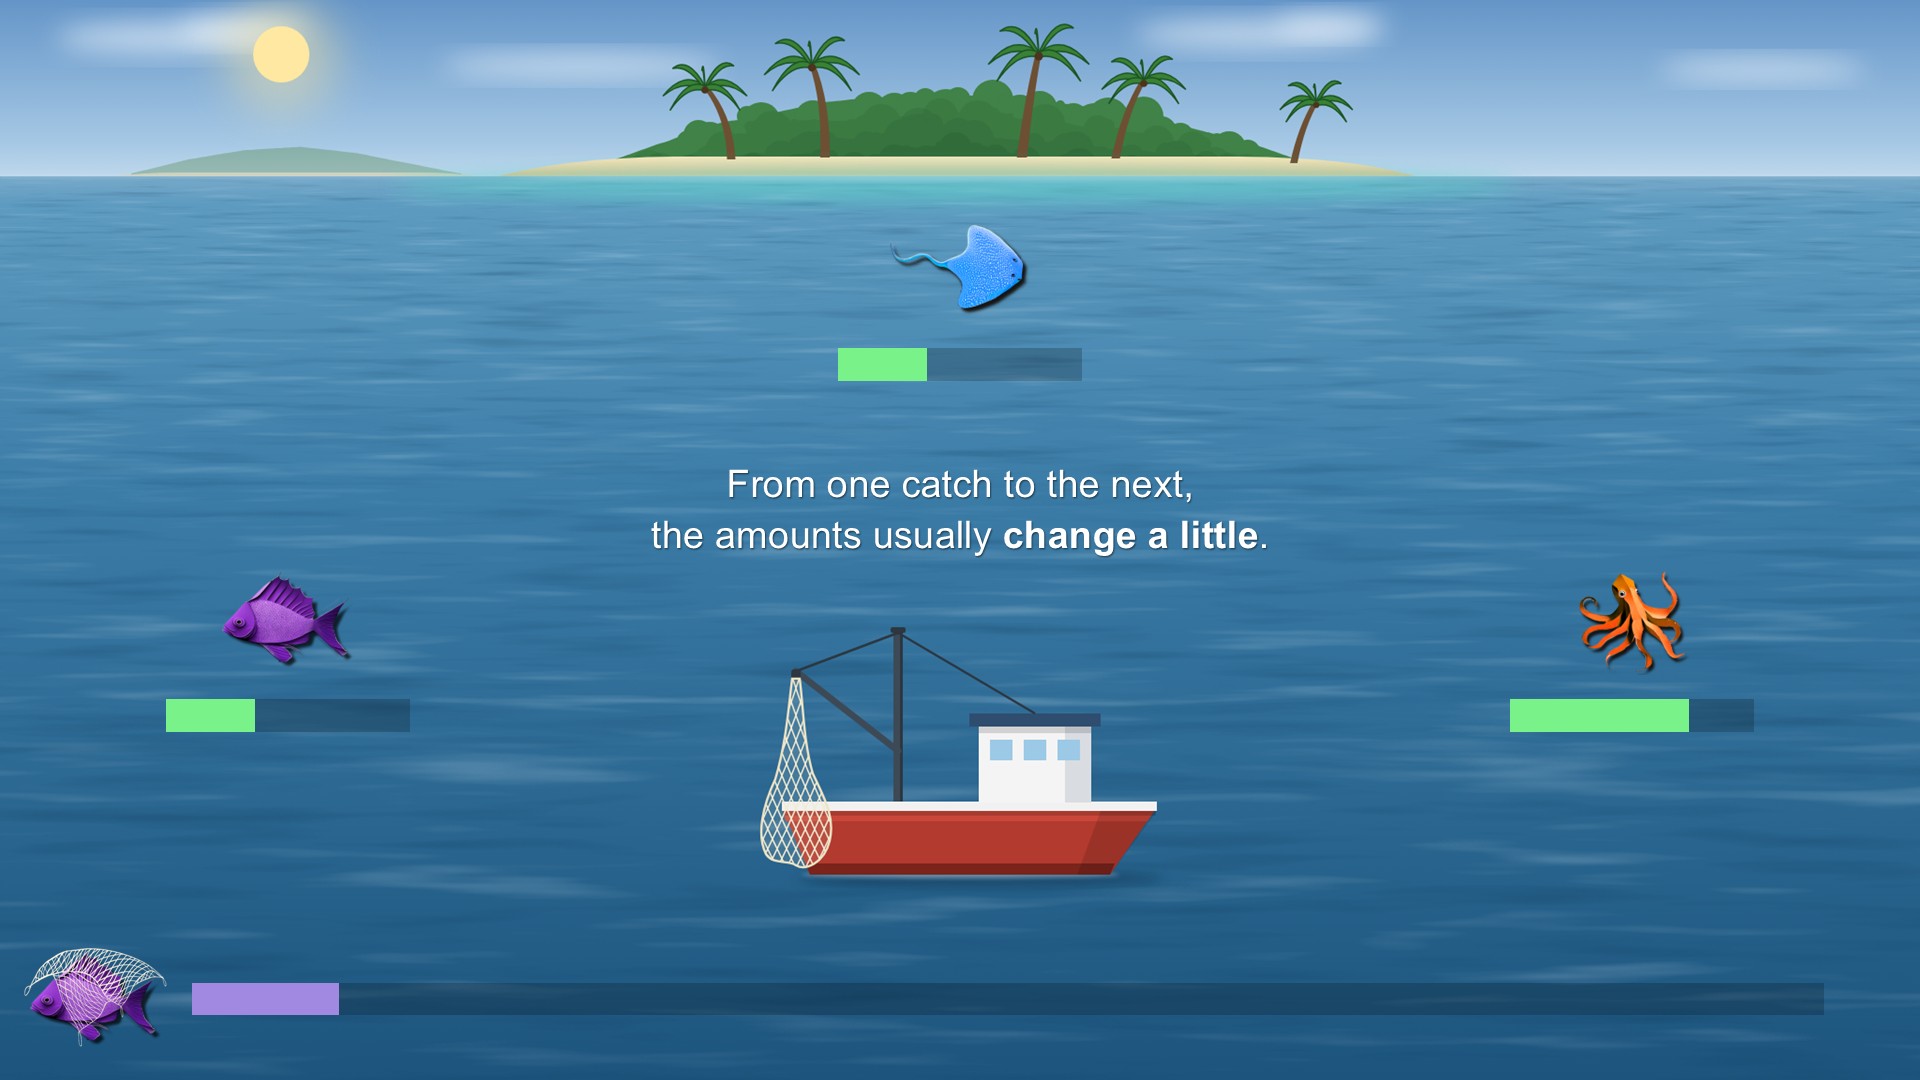 From one catch to the next,
the amounts usually change a little.